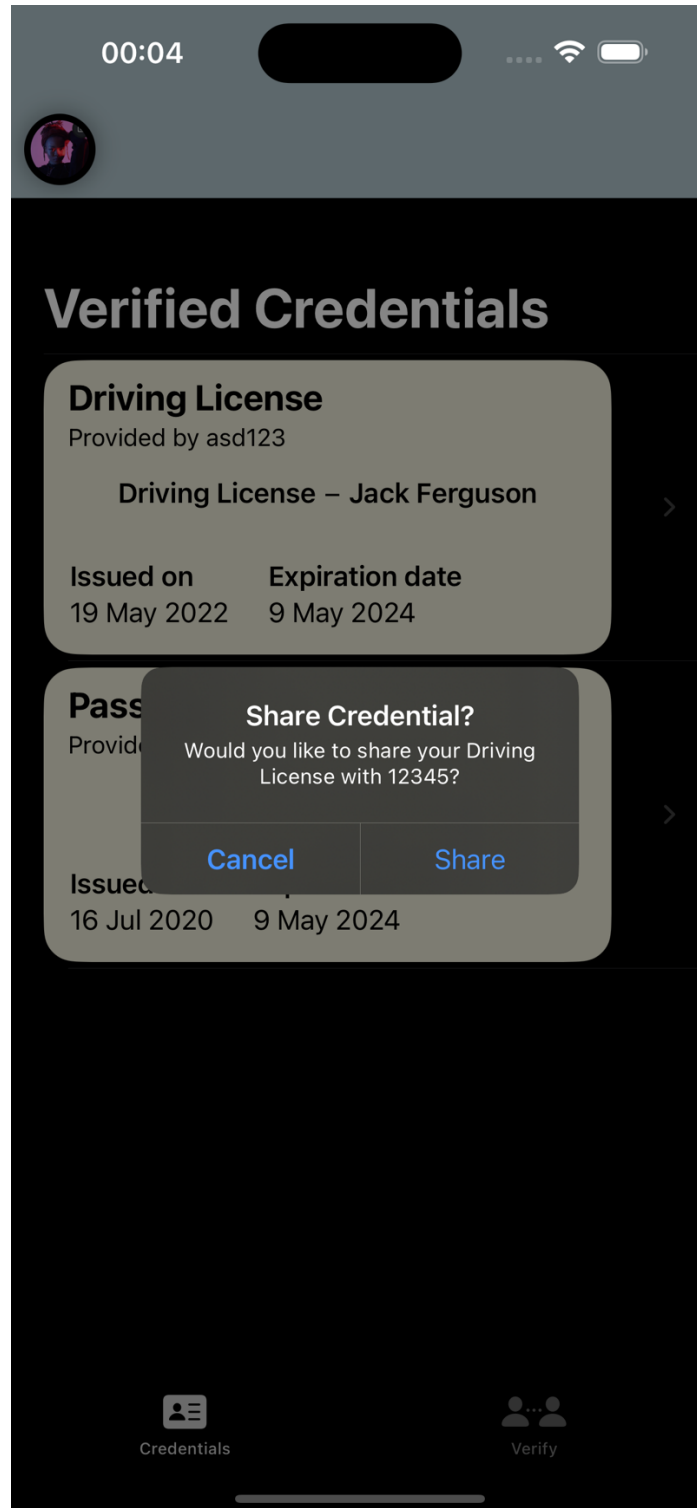 00:04
Verified Credentials
Driving License
Provided by asd123
Driving License – Jack Ferguson
Issued on Expiration date
19 May 2022 9 May 2024
Share Credential?
Would you like to share your Driving
License with 12345?
Cancel Share
16 Jul 2020 9 May 2024
Credentials Verify